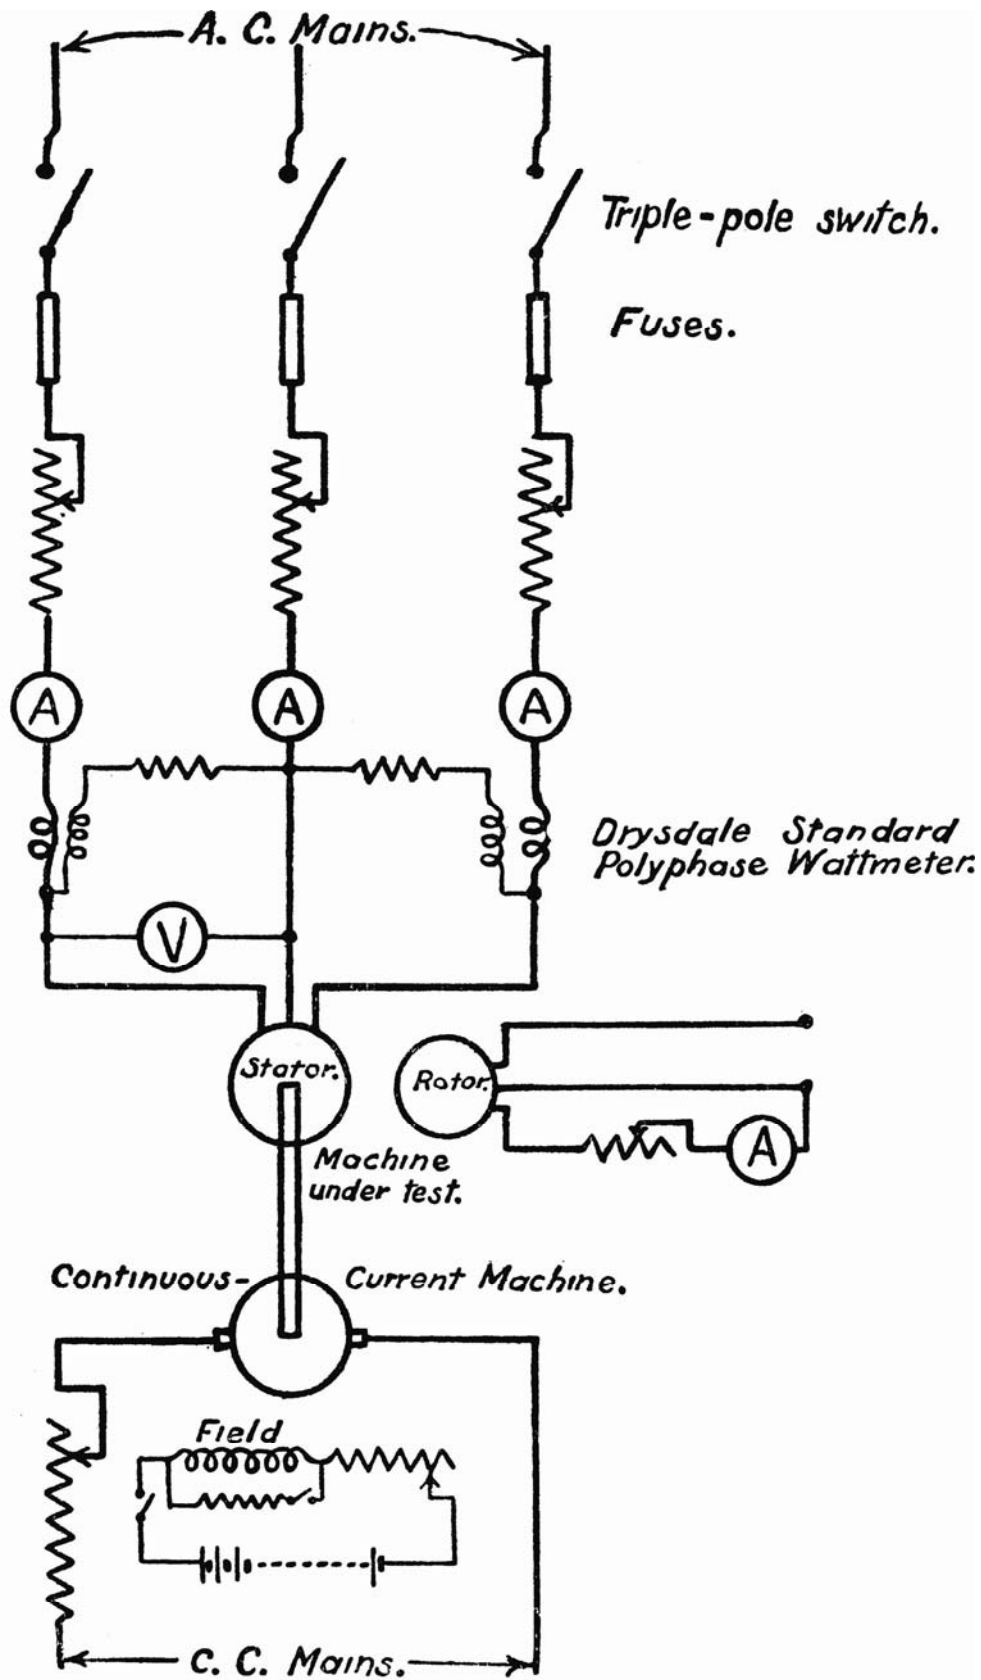 A. C. Mains.
Triple-pole switch.
Fuses.
A A A
Drysdale Standard
Polyphase Wattmeter.
V
Stator.
Rotor.
A
Machine
under test.
Continuous- Current Machine.
Field
C. C. Mains.